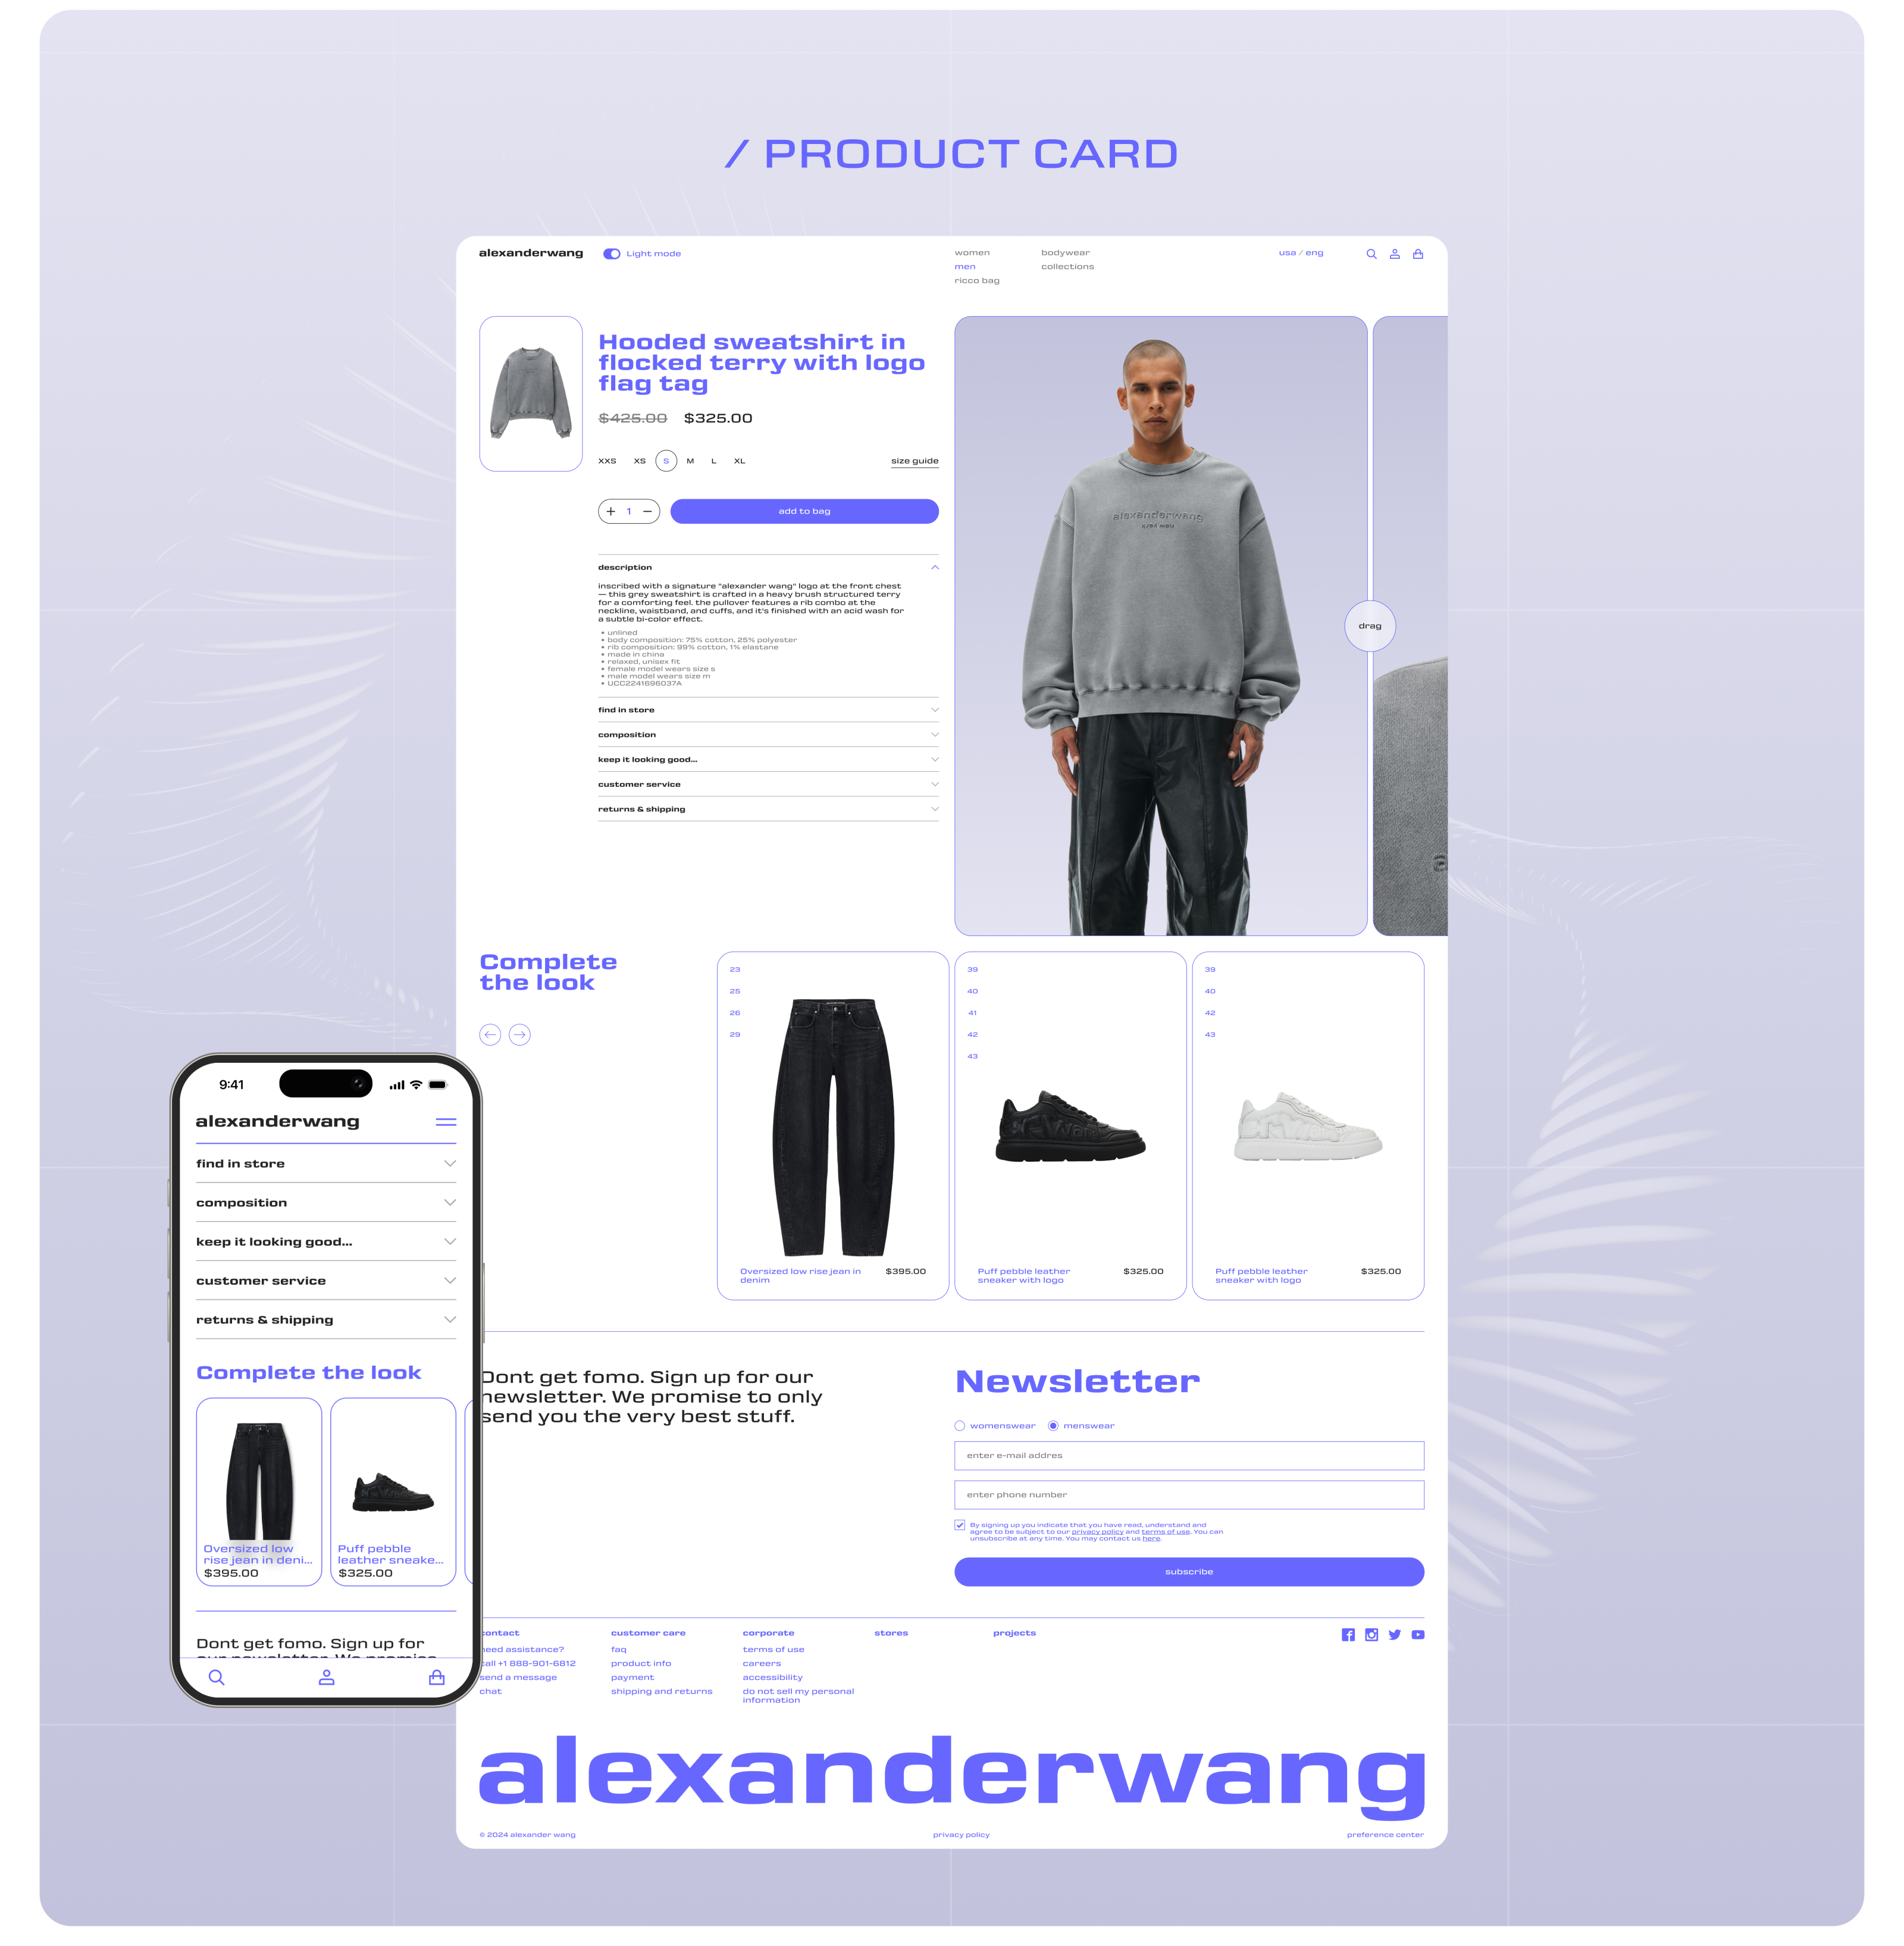 / PRODUCT CARD
alexanderwang
Light mode
women
men
ricco bag
bodywear
collections
usa / eng
Hooded sweatshirt in
flocked terry with logo
flag tag
$425.00 $325.00
XXS XS S M L XL
size guide
1
add to bag
description
inscribed with a signature "alexander wang" logo at the front chest
— this grey sweatshirt is crafted in a heavy brush structured terry
for a comforting feel. the pullover features a rib combo at the
neckline, waistband, and cuffs, and it's finished with an acid wash for
a subtle bi-color effect.
• unlined
• body composition: 75% cotton, 25% polyester
• rib composition: 99% cotton, 1% elastane
• made in china
• relaxed, unisex fit
• female model wears size s
• male model wears size m
• UCC2241696037A
find in store
composition
keep it looking good...
customer service
returns & shipping
alexanderwang
drag
Complete
the look
23
25
26
29
Oversized low rise jean in
denim
$395.00
39
40
41
42
43
Puff pebble leather
sneaker with logo
$325.00
39
40
42
43
Puff pebble leather
sneaker with logo
$325.00
9:41
alexanderwang
find in store
composition
keep it looking good...
customer service
returns & shipping
Complete the look
Oversized low
rise jean in deni...
$395.00
Puff pebble
leather sneake...
$325.00
Dont get fomo. Sign up for
our newsletter. We promise
Dont get fomo. Sign up for our
newsletter. We promise to only
send you the very best stuff.
Newsletter
womenswear
menswear
enter e-mail addres
enter phone number
By signing up you indicate that you have read, understand and
agree to be subject to our privacy policy and terms of use. You can
unsubscribe at any time. You may contact us here.
subscribe
contact
need assistance?
call +1 888-901-6812
send a message
chat
customer care
faq
product info
payment
shipping and returns
corporate
terms of use
careers
accessibility
do not sell my personal
information
stores
projects
alexanderwang
© 2024 alexander wang
privacy policy
preference center